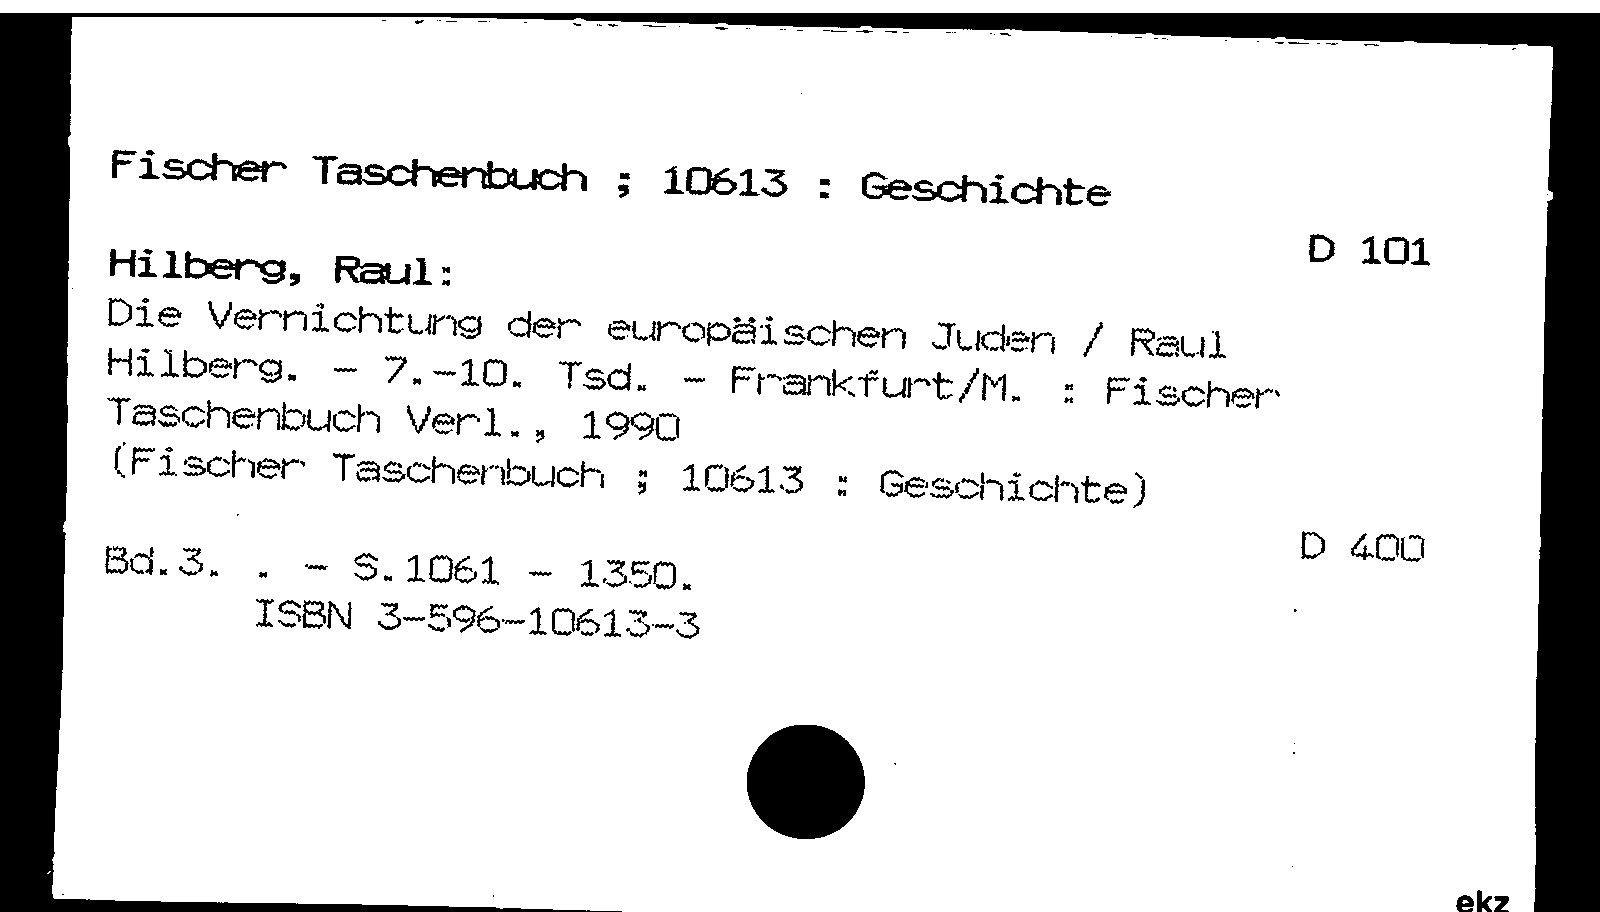 Fischer Taschenbuch ; 10613 : Geschichte
D 101
Hilberg, Raul:
Die Vernichtung der europäischen Juden / Raul
Hilberg. - 7.-10. Tsd. - Frankfurt/M. : Fischer
Taschenbuch Verl., 1990
(Fischer Taschenbuch ; 10613 : Geschichte)
D 400
Bd.3. . - S.1061 - 1350.
ISBN 3-596-10613-3
ekz